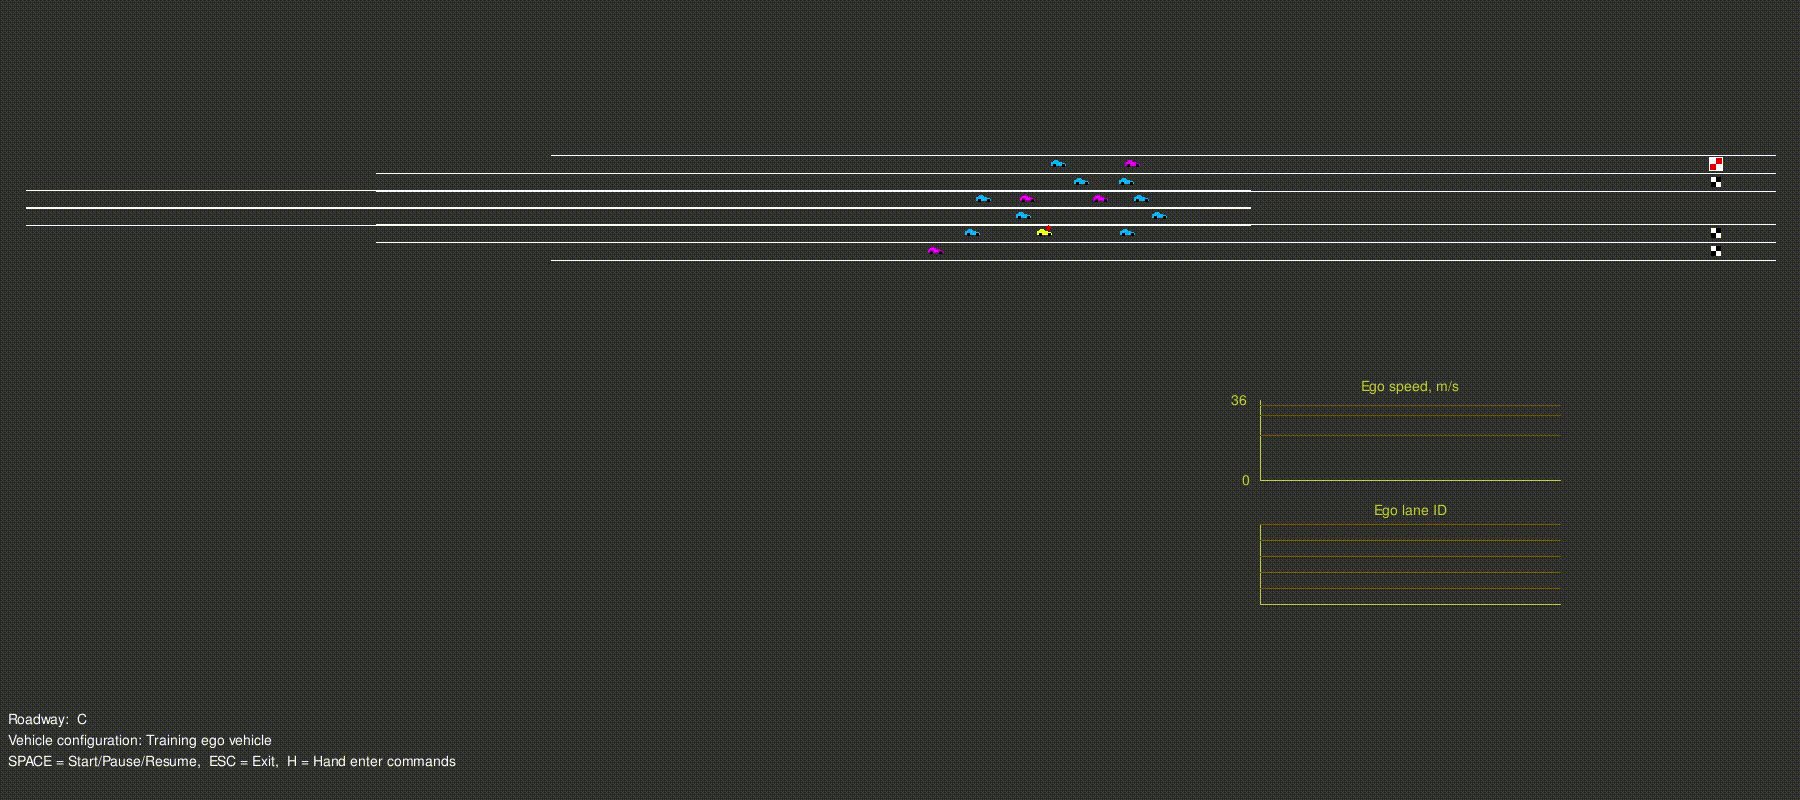 Ego speed, m/s
36
0
Ego lane ID
Roadway:  C
Vehicle configuration: Training ego vehicle
SPACE = Start/Pause/Resume,  ESC = Exit,  H = Hand enter commands